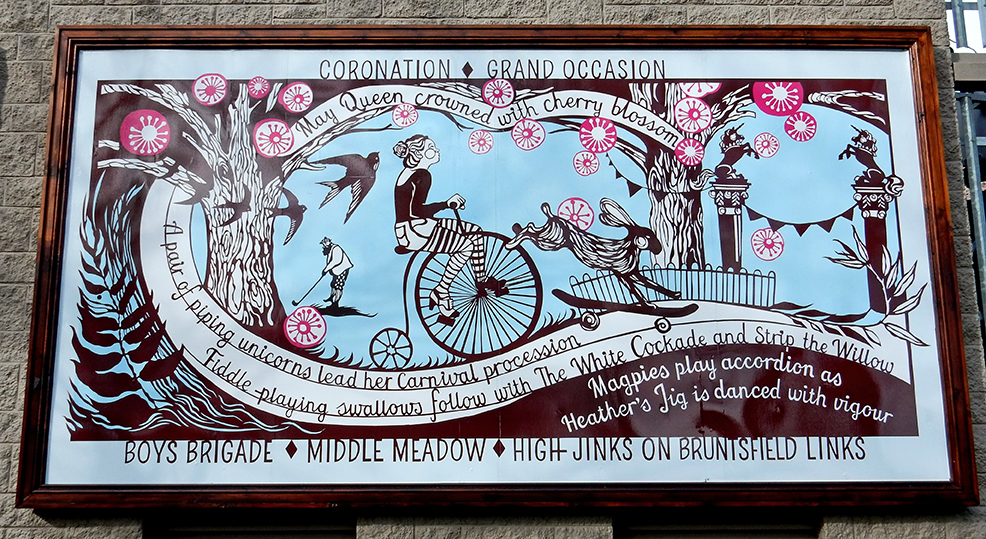 CORONATION ♦ GRAND OCCASION
May Queen crowned with cherry blossom
A pair of piping unicorns lead her Carnival procession
Fiddle-playing swallows follow with The White Cockade and Strip the Willow
Magpies play accordion as
Heather's Jig is danced with vigour
BOYS BRIGADE ♦ MIDDLE MEADOW ♦ HIGH JINKS ON BRUNTSFIELD LINKS